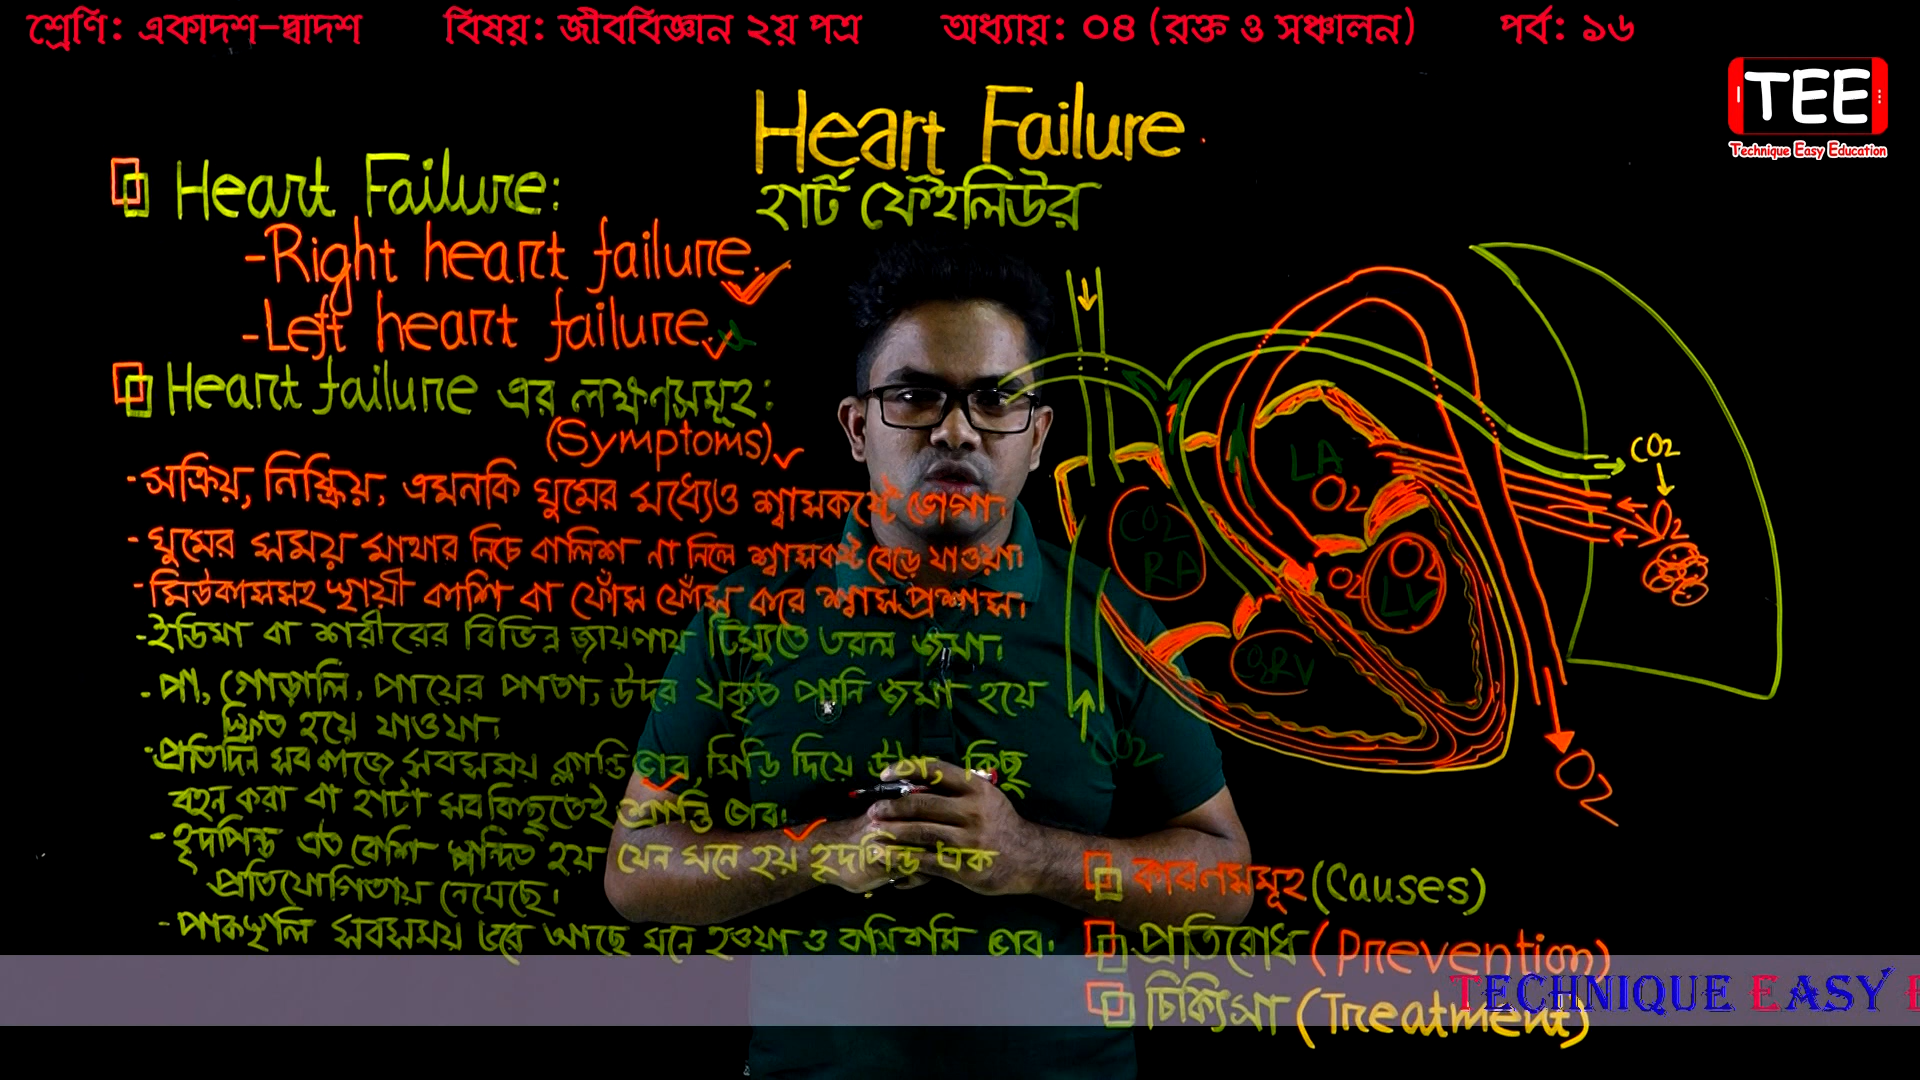 শ্রেণি: একাদশ-দ্বাদশ বিষয়: জীববিজ্ঞান ২য় পত্র অধ্যায়: ০৪ (রক্ত ও সঞ্চালন) পর্ব: ১৬
TEE
Technique Easy Education
Heart Failure
হার্ট ফেইলিউর
Heart Failure:
-Right heart failure.
-Left heart failure.
Heart failure এর লক্ষণসমূহ:
(Symptoms)
-সক্রিয়, নিষ্ক্রিয়, এমনকি ঘুমের মধ্যেও শ্বাসকষ্টে ভোগা।
-ঘুমের সময় মাথার নিচে বালিশ না নিলে শ্বাসকষ্ট বেড়ে যাওয়া।
-মিউকাসসহ স্থায়ী কাশি বা ফোঁস ফোঁস করে শ্বাসপ্রশ্বাস।
-ইডিমা বা শরীরের বিভিন্ন জায়গায় টিস্যুতে তরল জমা।
-পা, গোড়ালি, পায়ের পাতা, উদর যকৃত পানি জমা হয়ে
স্ফিত হয়ে যাওয়া।
-প্রতিদিন সব কাজে সবসময় ক্লান্তি ভাব, সিড়ি দিয়ে উঠা, কিছু
বহন করা বা হাটা সবকিছুতেই শ্রান্তি ভাব।
-হৃদপিন্ড এত বেশি স্পন্দিত হয় যেন মনে হয় হৃদপিন্ড এক
প্রতিযোগিতায় নেমেছে।
-পাকস্থলি সবসময় ভরে আছে মনে হওয়া ও বমিবমি ভাব।
CO2
O2
LA
O2
CO2
RA
O2
O2
LV
RV
CO2
O2
কারণসমূহ (Causes)
প্রতিরোধ (Prevention)
চিকিৎসা (Treatment)
TECHNIQUE EASY E